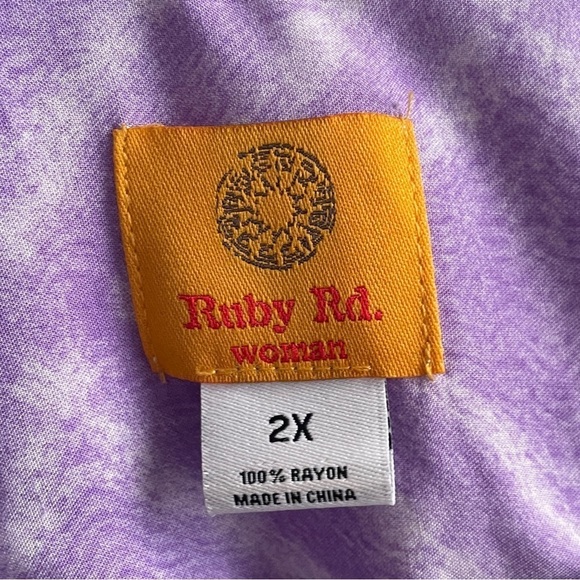 Ruby Rd.
woman
2X
100% RAYON
MADE IN CHINA